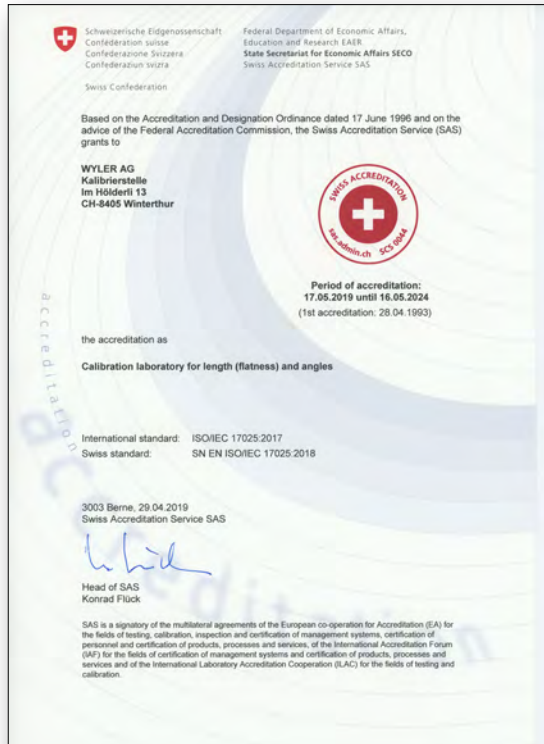 Schweizerische Eidgenossenschaft
Confédération suisse
Confederazione Svizzera
Confederaziun svizra
Swiss Confederation
Federal Department of Economic Affairs,
Education and Research EAER
State Secretariat for Economic Affairs SECO
Swiss Accreditation Service SAS
Based on the Accreditation and Designation Ordinance dated 17 June 1996 and on the
advice of the Federal Accreditation Commission, the Swiss Accreditation Service (SAS)
grants to
WYLER AG
Kalibrierstelle
Im Hölderli 13
CH-8405 Winterthur
SWISS ACCREDITATION
sas.admin.ch SCS 0044
Period of accreditation:
17.05.2019 until 16.05.2024
(1st accreditation: 28.04.1993)
the accreditation as
Calibration laboratory for length (flatness) and angles
International standard: ISO/IEC 17025:2017
Swiss standard: SN EN ISO/IEC 17025:2018
3003 Berne, 29.04.2019
Swiss Accreditation Service SAS
Head of SAS
Konrad Flück
SAS is a signatory of the multilateral agreements of the European co-operation for Accreditation (EA) for
the fields of testing, calibration, inspection and certification of management systems, certification of
personnel and certification of products, processes and services, of the International Accreditation Forum
(IAF) for the fields of certification of management systems and certification of products, processes and
services and of the International Laboratory Accreditation Cooperation (ILAC) for the fields of testing and
calibration.
accreditation
accreditation